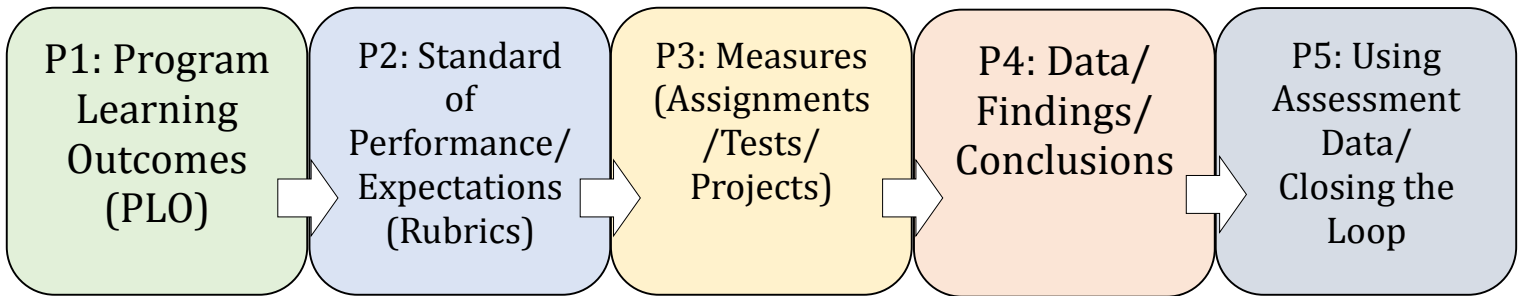 P1: Program
Learning
Outcomes
(PLO)
P2: Standard
of
Performance/
Expectations
(Rubrics)
P3: Measures
(Assignments
/Tests/
Projects)
P4: Data/
Findings/
Conclusions
P5: Using
Assessment
Data/
Closing the
Loop